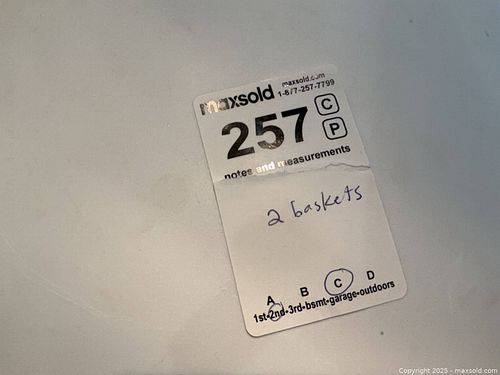 maxsold
maxsold.com
1-877-257-7799
257
C
P
notes and measurements
2 baskets
A B C D
1st-2nd-3rd-bsmt-garage-outdoors
Copyright 2025 - maxsold.com